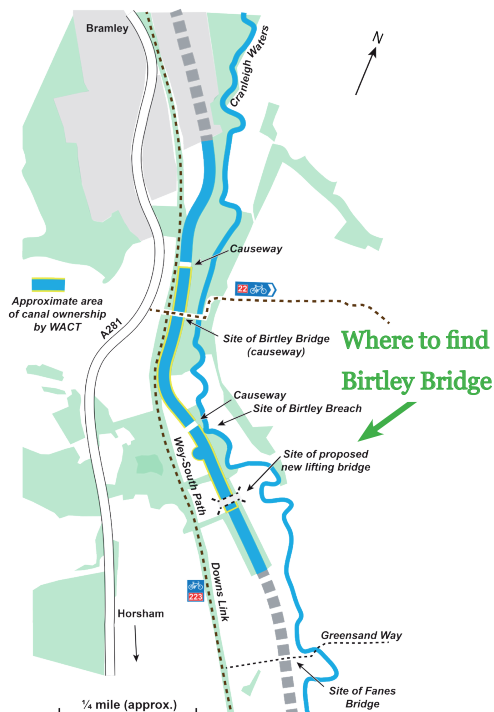 Bramley
Cranleigh Waters
N
Causeway
22
Approximate area
of canal ownership
by WACT
A281
Site of Birtley Bridge
(causeway)
Where to find
Birtley Bridge
Causeway
Site of Birtley Breach
Wey-South Path
Site of proposed
new lifting bridge
223
Downs Link
Horsham
Greensand Way
Site of Fanes
Bridge
¼ mile (approx.)